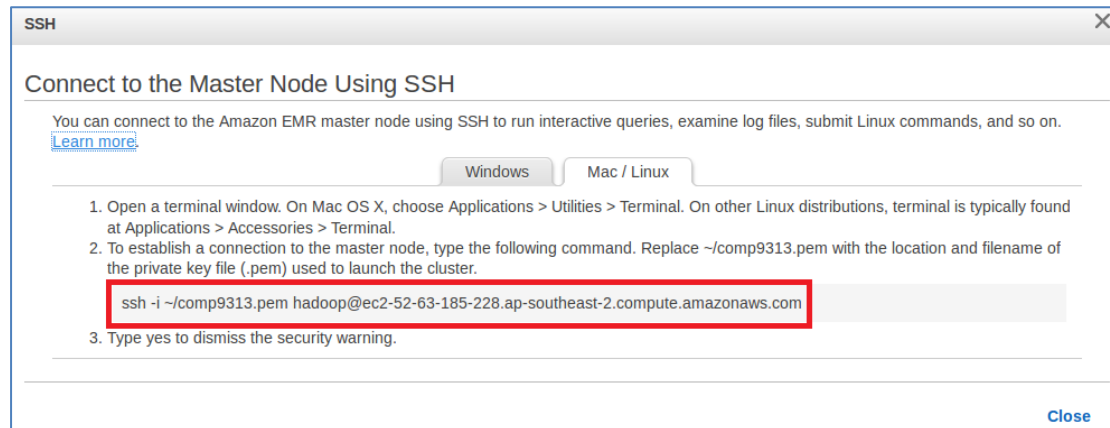 SSH
Connect to the Master Node Using SSH
You can connect to the Amazon EMR master node using SSH to run interactive queries, examine log files, submit Linux commands, and so on.
Learn more.
Windows
Mac / Linux
1. Open a terminal window. On Mac OS X, choose Applications > Utilities > Terminal. On other Linux distributions, terminal is typically found
at Applications > Accessories > Terminal.
2. To establish a connection to the master node, type the following command. Replace ~/comp9313.pem with the location and filename of
the private key file (.pem) used to launch the cluster.
ssh -i ~/comp9313.pem hadoop@ec2-52-63-185-228.ap-southeast-2.compute.amazonaws.com
3. Type yes to dismiss the security warning.
Close